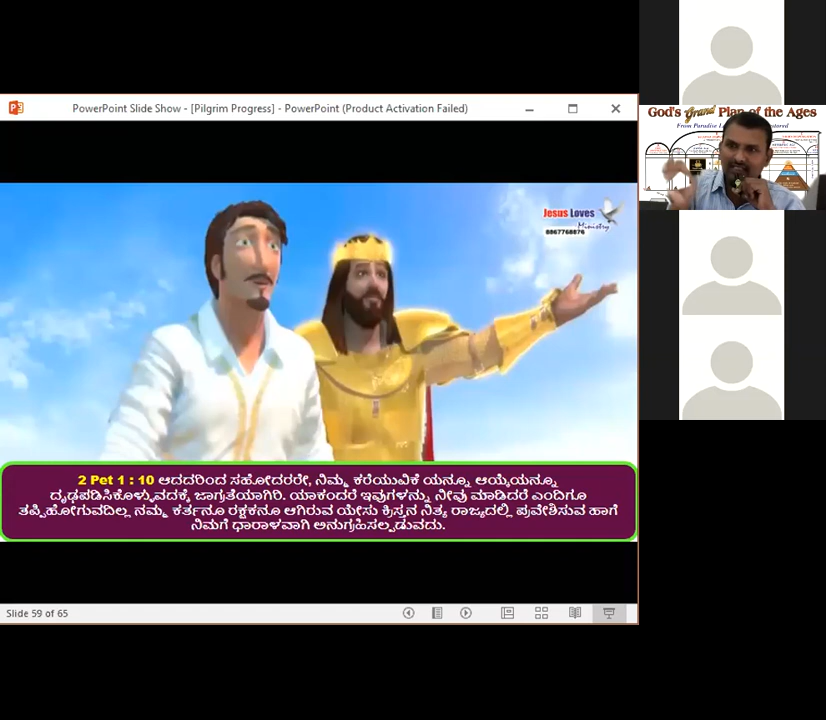 PowerPoint Slide Show - [Pilgrim Progress] - PowerPoint (Product Activation Failed)
God's Grand Plan of the Ages
Jesus Loves
Ministry
8867768876
2 Pet 1 : 10 ಆದದರಿಂದ ಸಹೋದರರೇ, ನಿಮ್ಮ ಕರೆಯುವಿಕೆ ಯನ್ನೂ ಆಯ್ಕೆಯನ್ನೂ
ದೃಢಪಡಿಸಿಕೊಳ್ಳುವದಕ್ಕೆ ಜಾಗ್ರತೆಯಾಗಿರಿ. ಯಾಕಂದರೆ ಇವುಗಳನ್ನು ನೀವು ಮಾಡಿದರೆ ಎಂದಿಗೂ
ತಪ್ಪಿಹೋಗುವದಿಲ್ಲ ನಮ್ಮ ಕರ್ತನೂ ರಕ್ಷಕನೂ ಆಗಿರುವ ಯೇಸು ಕ್ರಿಸ್ತನ ನಿತ್ಯ ರಾಜ್ಯದಲ್ಲಿ ಪ್ರವೇಶಿಸುವ ಹಾಗೆ
ನಿಮಗೆ ಧಾರಾಳವಾಗಿ ಅನುಗ್ರಹಿಸಲ್ಪಡುವದು.
Slide 59 of 65